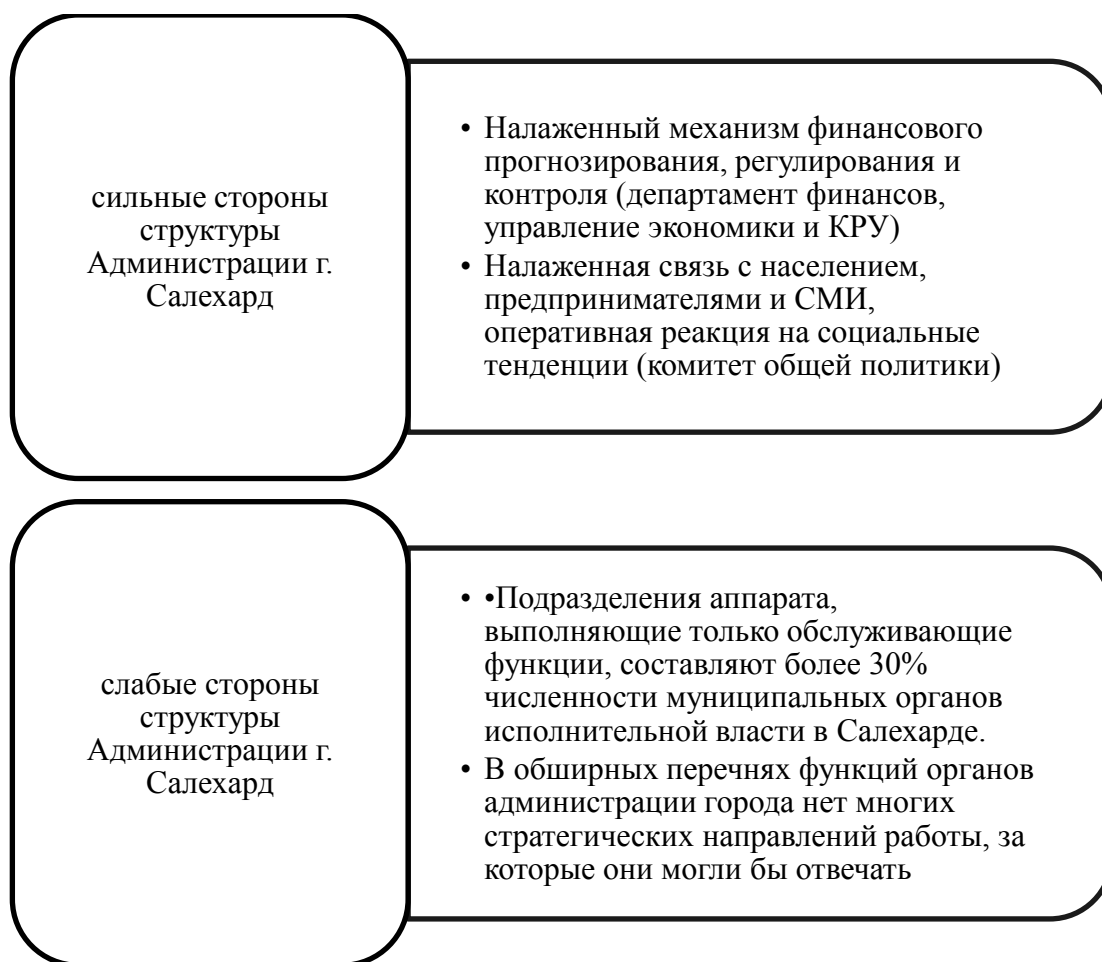 сильные стороны
структуры
Администрации г.
Салехард
• Налаженный механизм финансового
прогнозирования, регулирования и
контроля (департамент финансов,
управление экономики и КРУ)
• Налаженная связь с населением,
предпринимателями и СМИ,
оперативная реакция на социальные
тенденции (комитет общей политики)
слабые стороны
структуры
Администрации г.
Салехард
• •Подразделения аппарата,
выполняющие только обслуживающие
функции, составляют более 30%
численности муниципальных органов
исполнительной власти в Салехарде.
• В обширных перечнях функций органов
администрации города нет многих
стратегических направлений работы, за
которые они могли бы отвечать